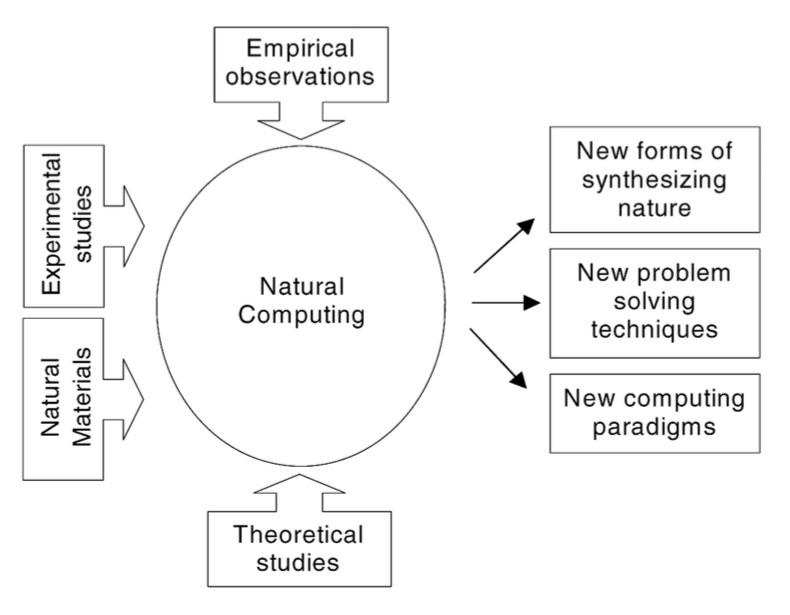 Empirical
observations
Experimental
studies
Natural
Materials
Natural
Computing
Theoretical
studies
New forms of
synthesizing
nature
New problem
solving
techniques
New computing
paradigms